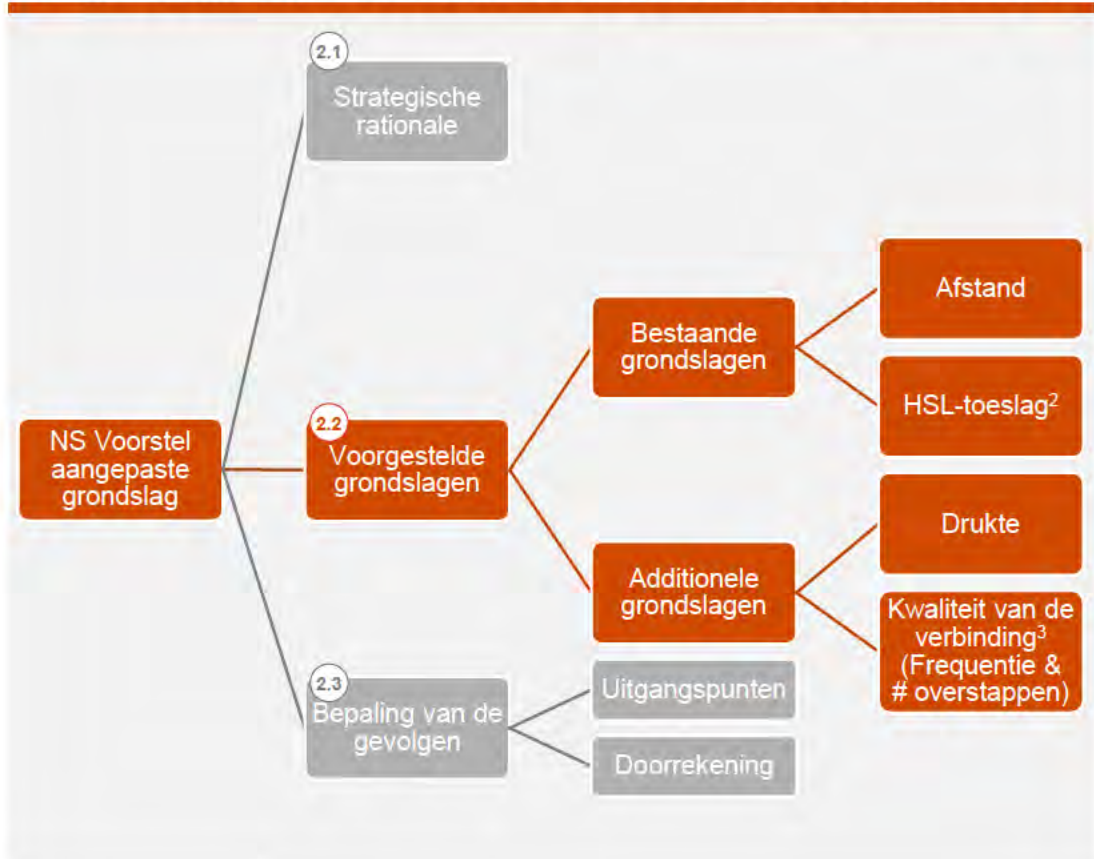 2.1
Strategische
rationale
NS Voorstel
aangepaste
grondslag
2.2
Voorgestelde
grondslagen
Bestaande
grondslagen
Afstand
HSL-toeslag²
Additionele
grondslagen
Drukte
Kwaliteit van de
verbinding³
(Frequentie &
# overstappen)
2.3
Bepaling van de
gevolgen
Uitgangspunten
Doorrekening